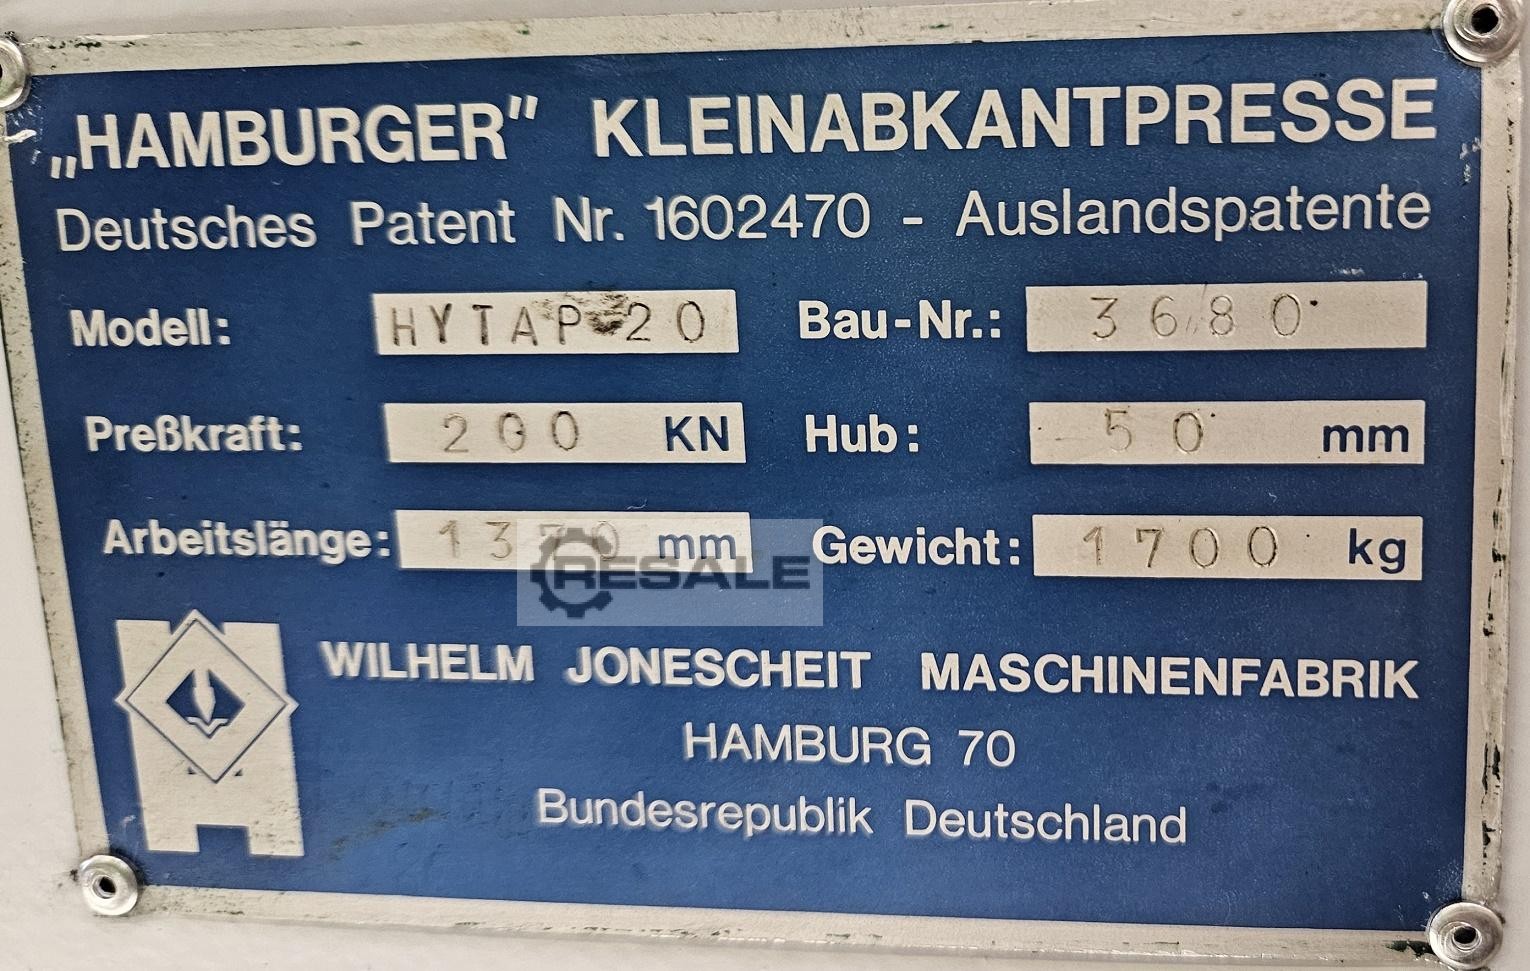 „HAMBURGER” KLEINABKANTPRESSE
Deutsches Patent Nr. 1602470 - Auslandspatente
Modell: HYTAP-20 Bau-Nr.: 3680
Preßkraft: 200 KN Hub: 50 mm
Arbeitslänge: mm Gewicht: 1700 kg
RESALE
WILHELM JONESCHEIT MASCHINENFABRIK
HAMBURG 70
Bundesrepublik Deutschland